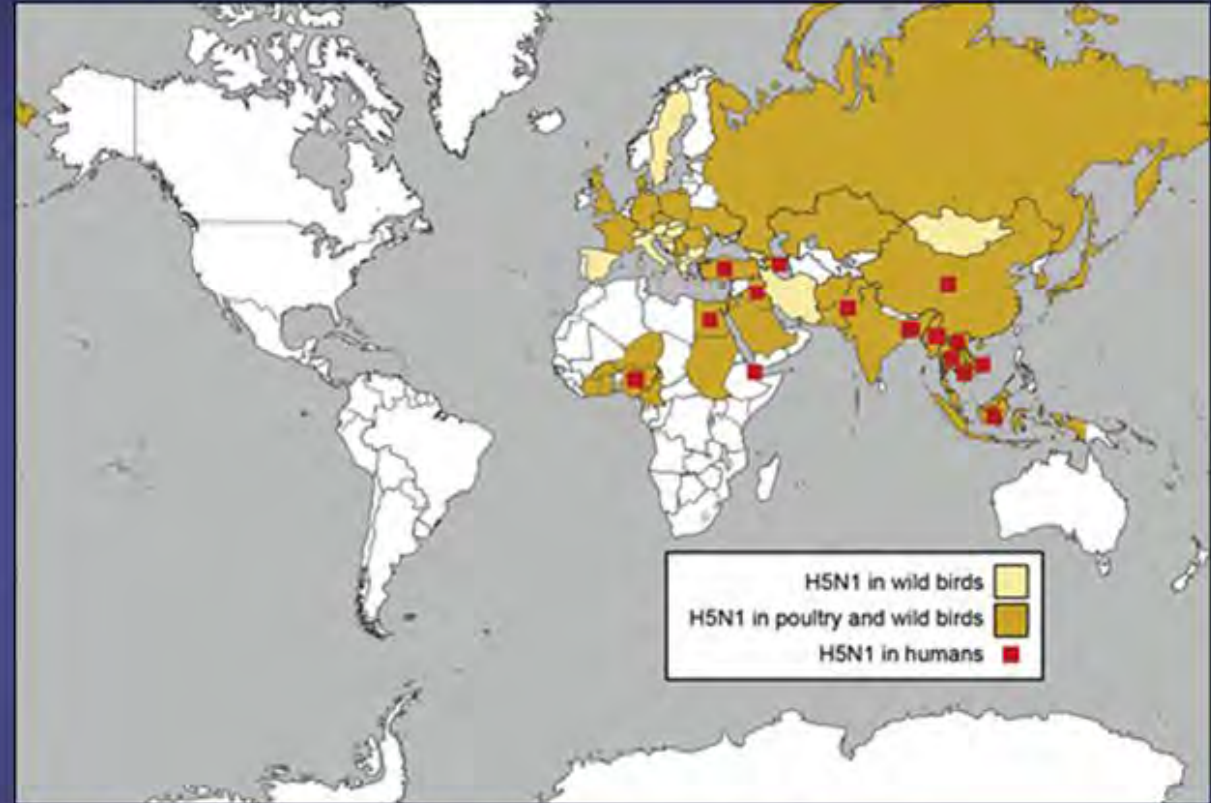 H5N1 in wild birds
H5N1 in poultry and wild birds
H5N1 in humans